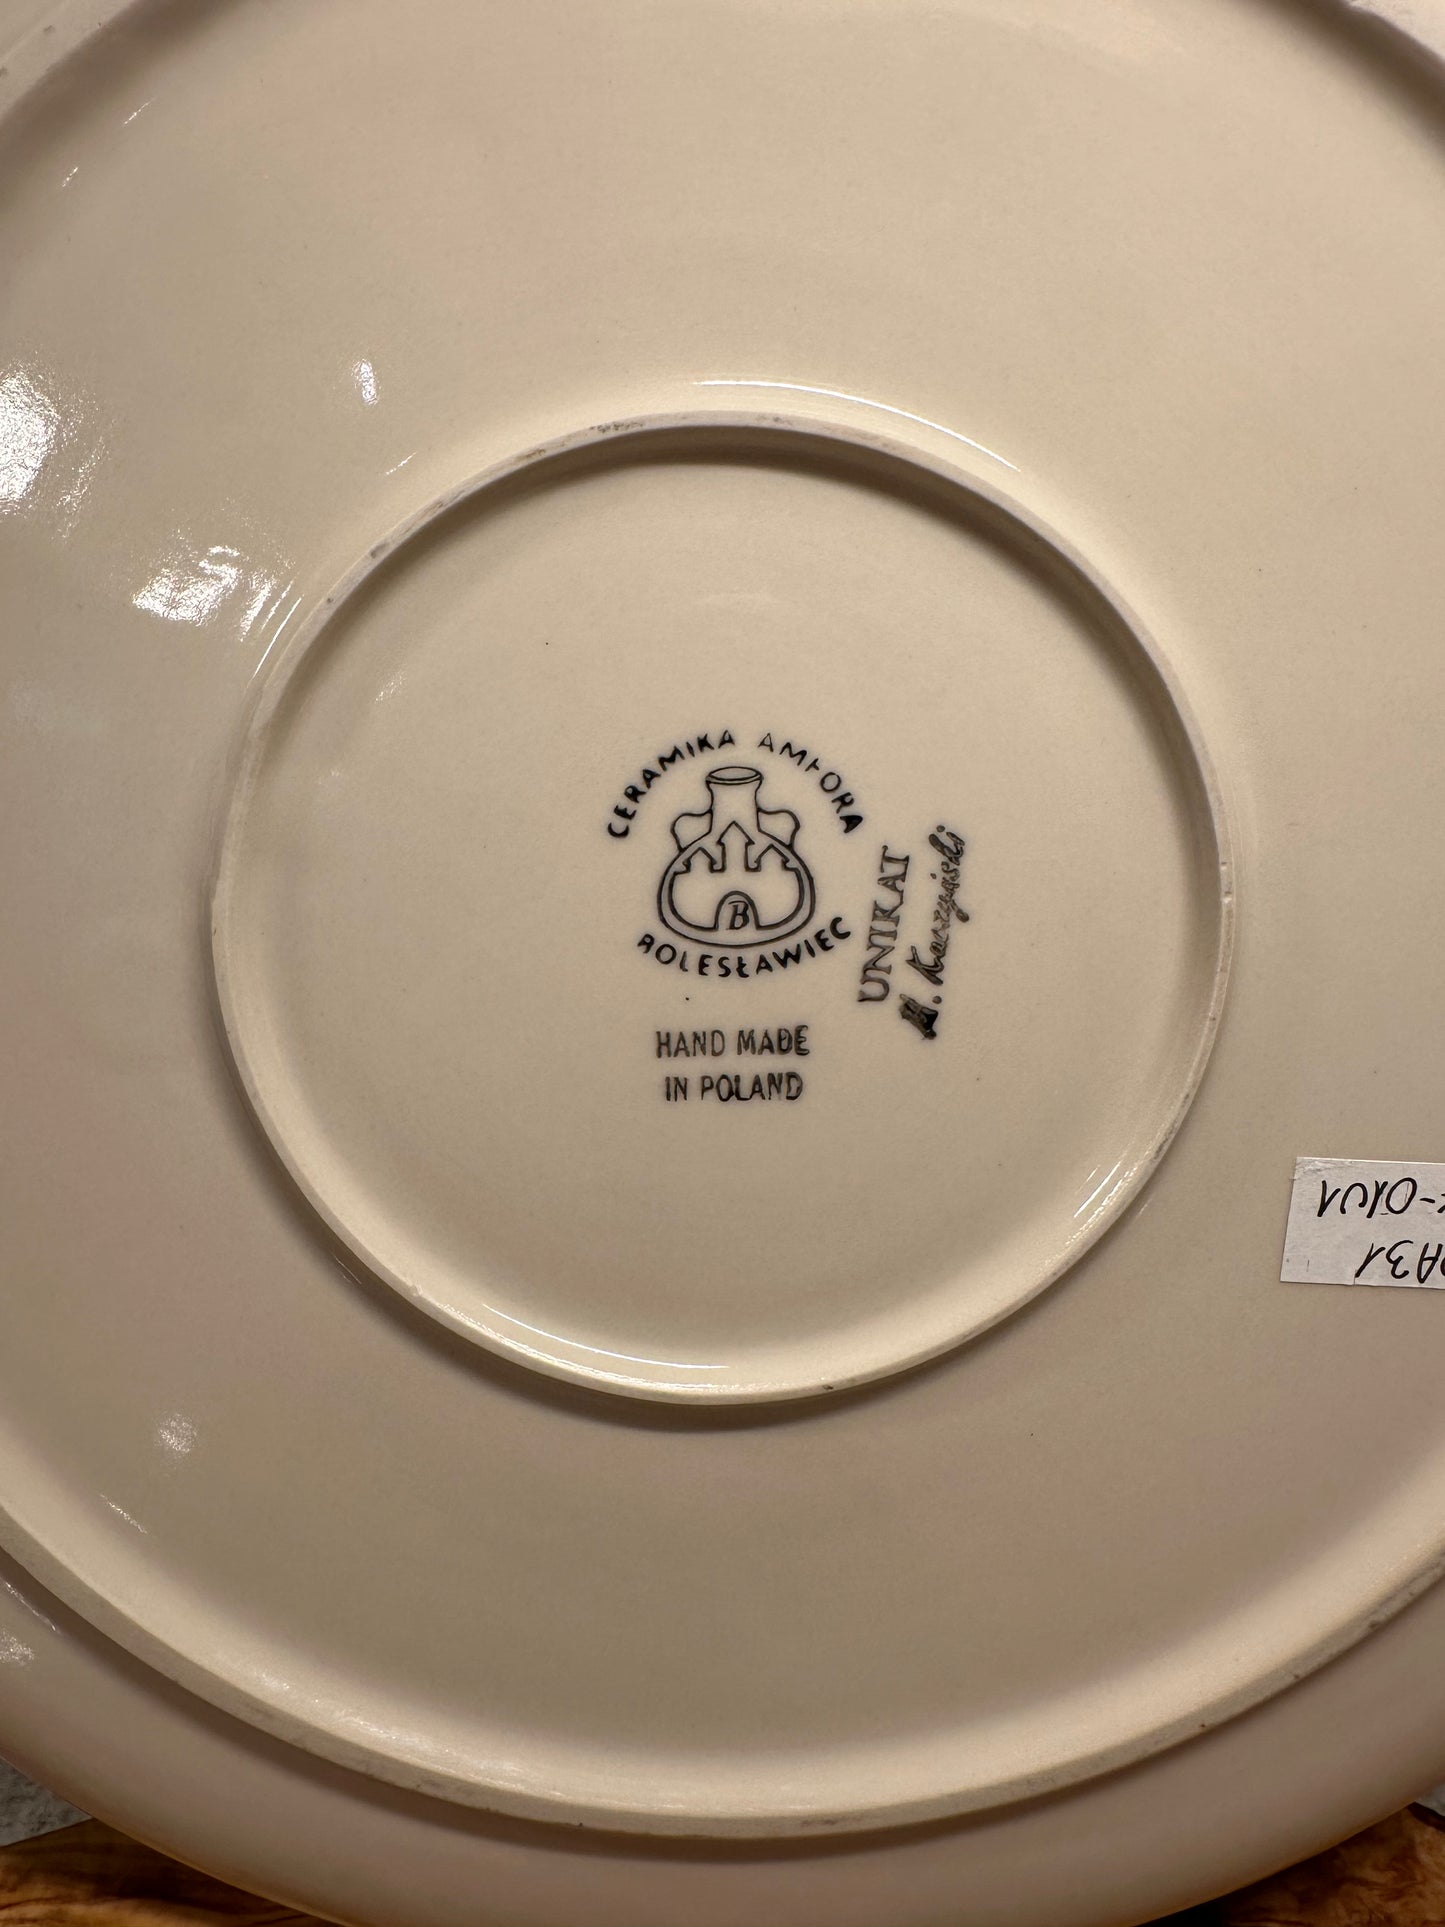 CERAMIKA AMFORA
B
BOLESŁAWIEC
HAND MADE
IN POLAND
UNIKAT